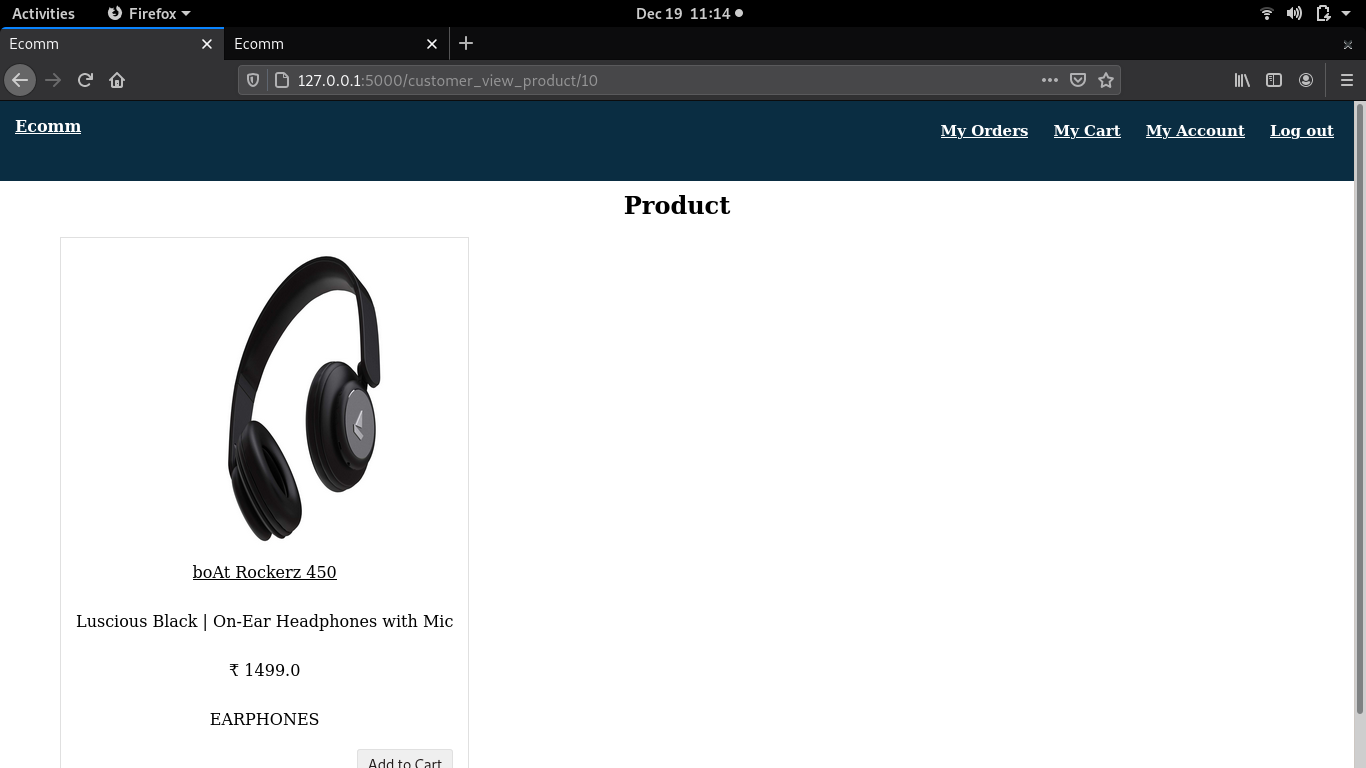 Activities Firefox Dec 19 11:14
Ecomm Ecomm
127.0.0.1:5000/customer_view_product/10
Ecomm My Orders My Cart My Account Log out
Product
boAt Rockerz 450
Luscious Black | On-Ear Headphones with Mic
₹ 1499.0
EARPHONES
Add to Cart